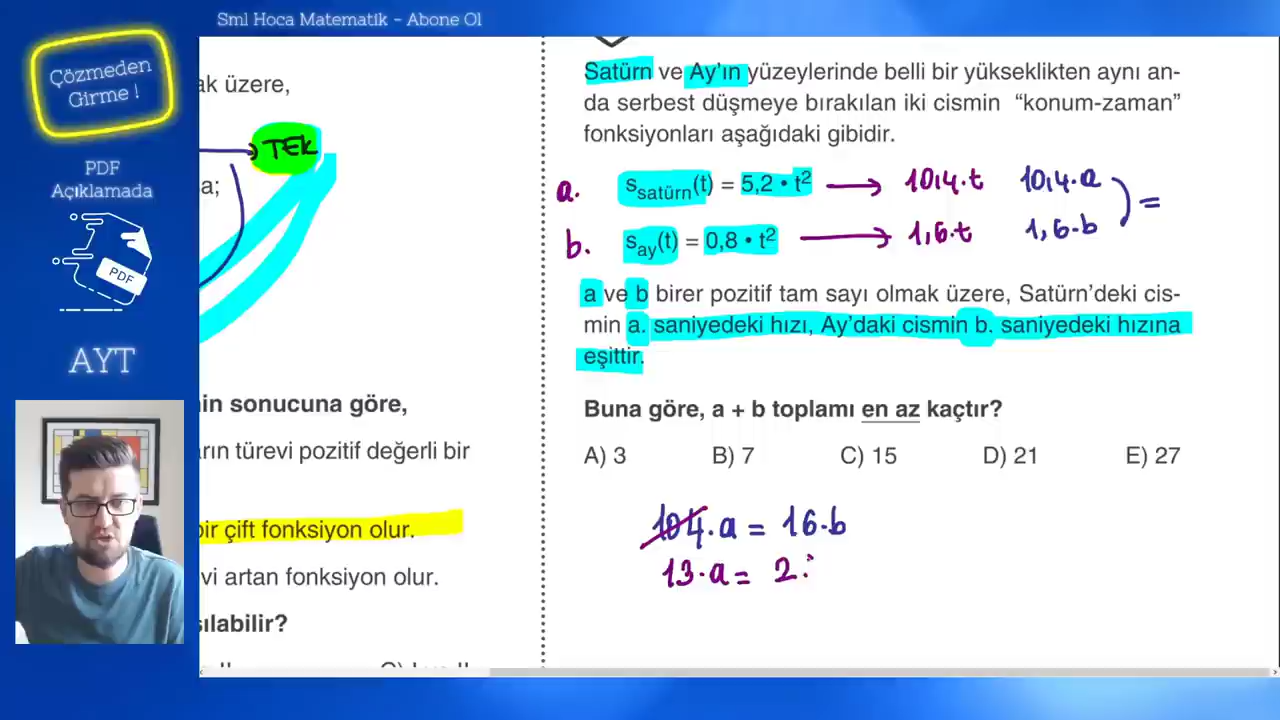 Sml Hoca Matematik - Abone Ol
Çözmeden
Girme !
PDF
Açıklamada
PDF
AYT
ak üzere,
TEK
a;
in sonucuna göre,
arın türevi pozitif değerli bir
bir çift fonksiyon olur.
vi artan fonksiyon olur.
sılabilir?
Satürn ve Ay'ın yüzeylerinde belli bir yükseklikten aynı an-
da serbest düşmeye bırakılan iki cismin “konum-zaman”
fonksiyonları aşağıdaki gibidir.
a. s_satürn(t) = 5,2 • t² → 10,4·t 10,4·a
b. s_ay(t) = 0,8 • t² → 1,6·t 1,6·b =
a ve b birer pozitif tam sayı olmak üzere, Satürn'deki cis-
min a. saniyedeki hızı, Ay'daki cismin b. saniyedeki hızına
eşittir.
Buna göre, a + b toplamı en az kaçtır?
A) 3 B) 7 C) 15 D) 21 E) 27
104·a = 16·b
13·a = 2·